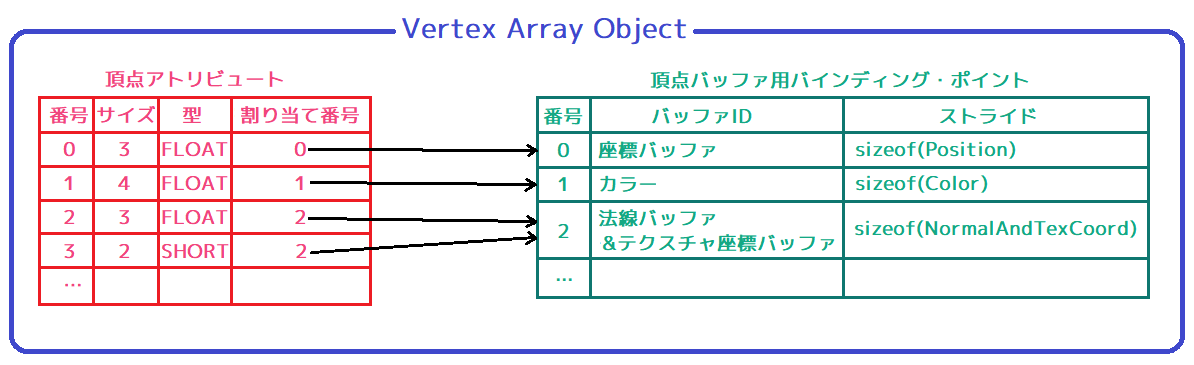 Vertex Array Object
頂点アトリビュート
番号 サイズ 型 割り当て番号
0 3 FLOAT 0
1 4 FLOAT 1
2 3 FLOAT 2
3 2 SHORT 2
…
頂点バッファ用バインディング・ポイント
番号 バッファID ストライド
0 座標バッファ sizeof(Position)
1 カラー sizeof(Color)
2 法線バッファ sizeof(NormalAndTexCoord)
&テクスチャ座標バッファ
…